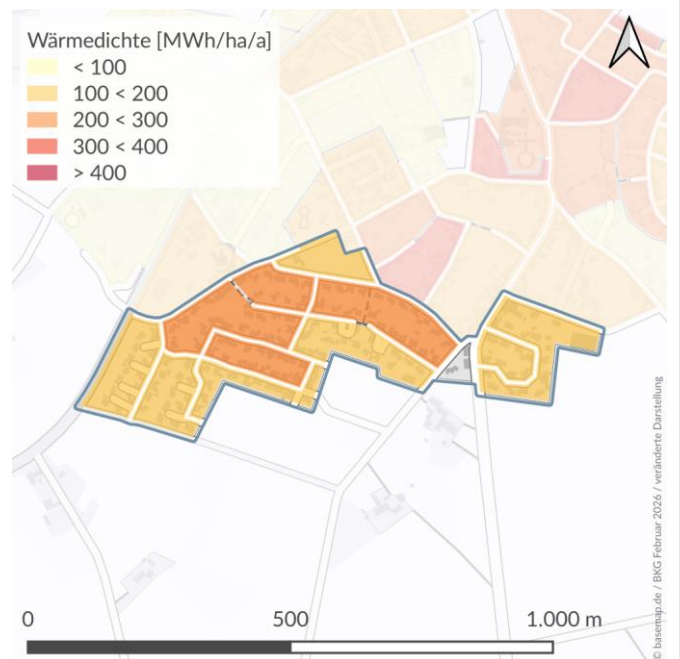 Wärmedichte [MWh/ha/a]
< 100
100 < 200
200 < 300
300 < 400
> 400
0 500 1.000 m
© basemap.de / BKG Februar 2026 / veränderte Darstellung